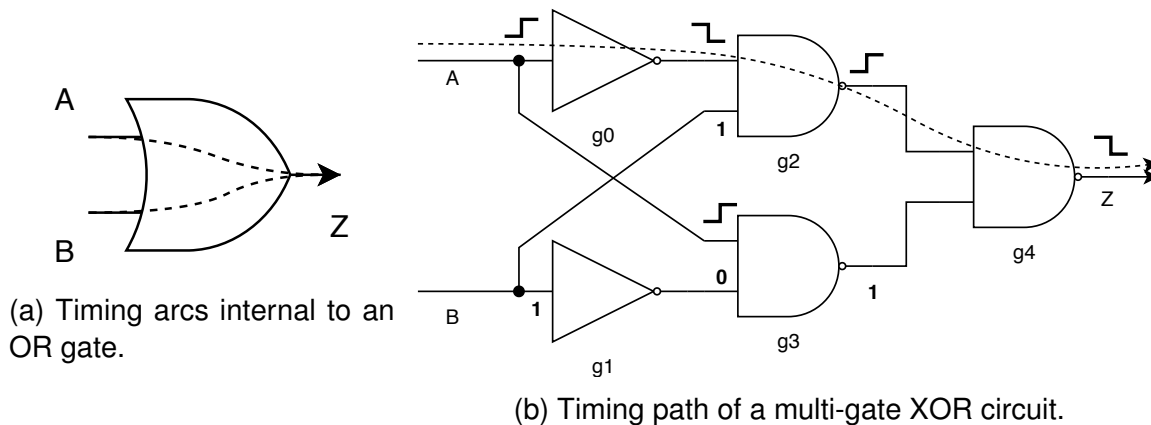 A
B
Z
(a) Timing arcs internal to an
OR gate.
A
g0
1
g2
B
1
g1
0
g3
1
g4
Z
(b) Timing path of a multi-gate XOR circuit.